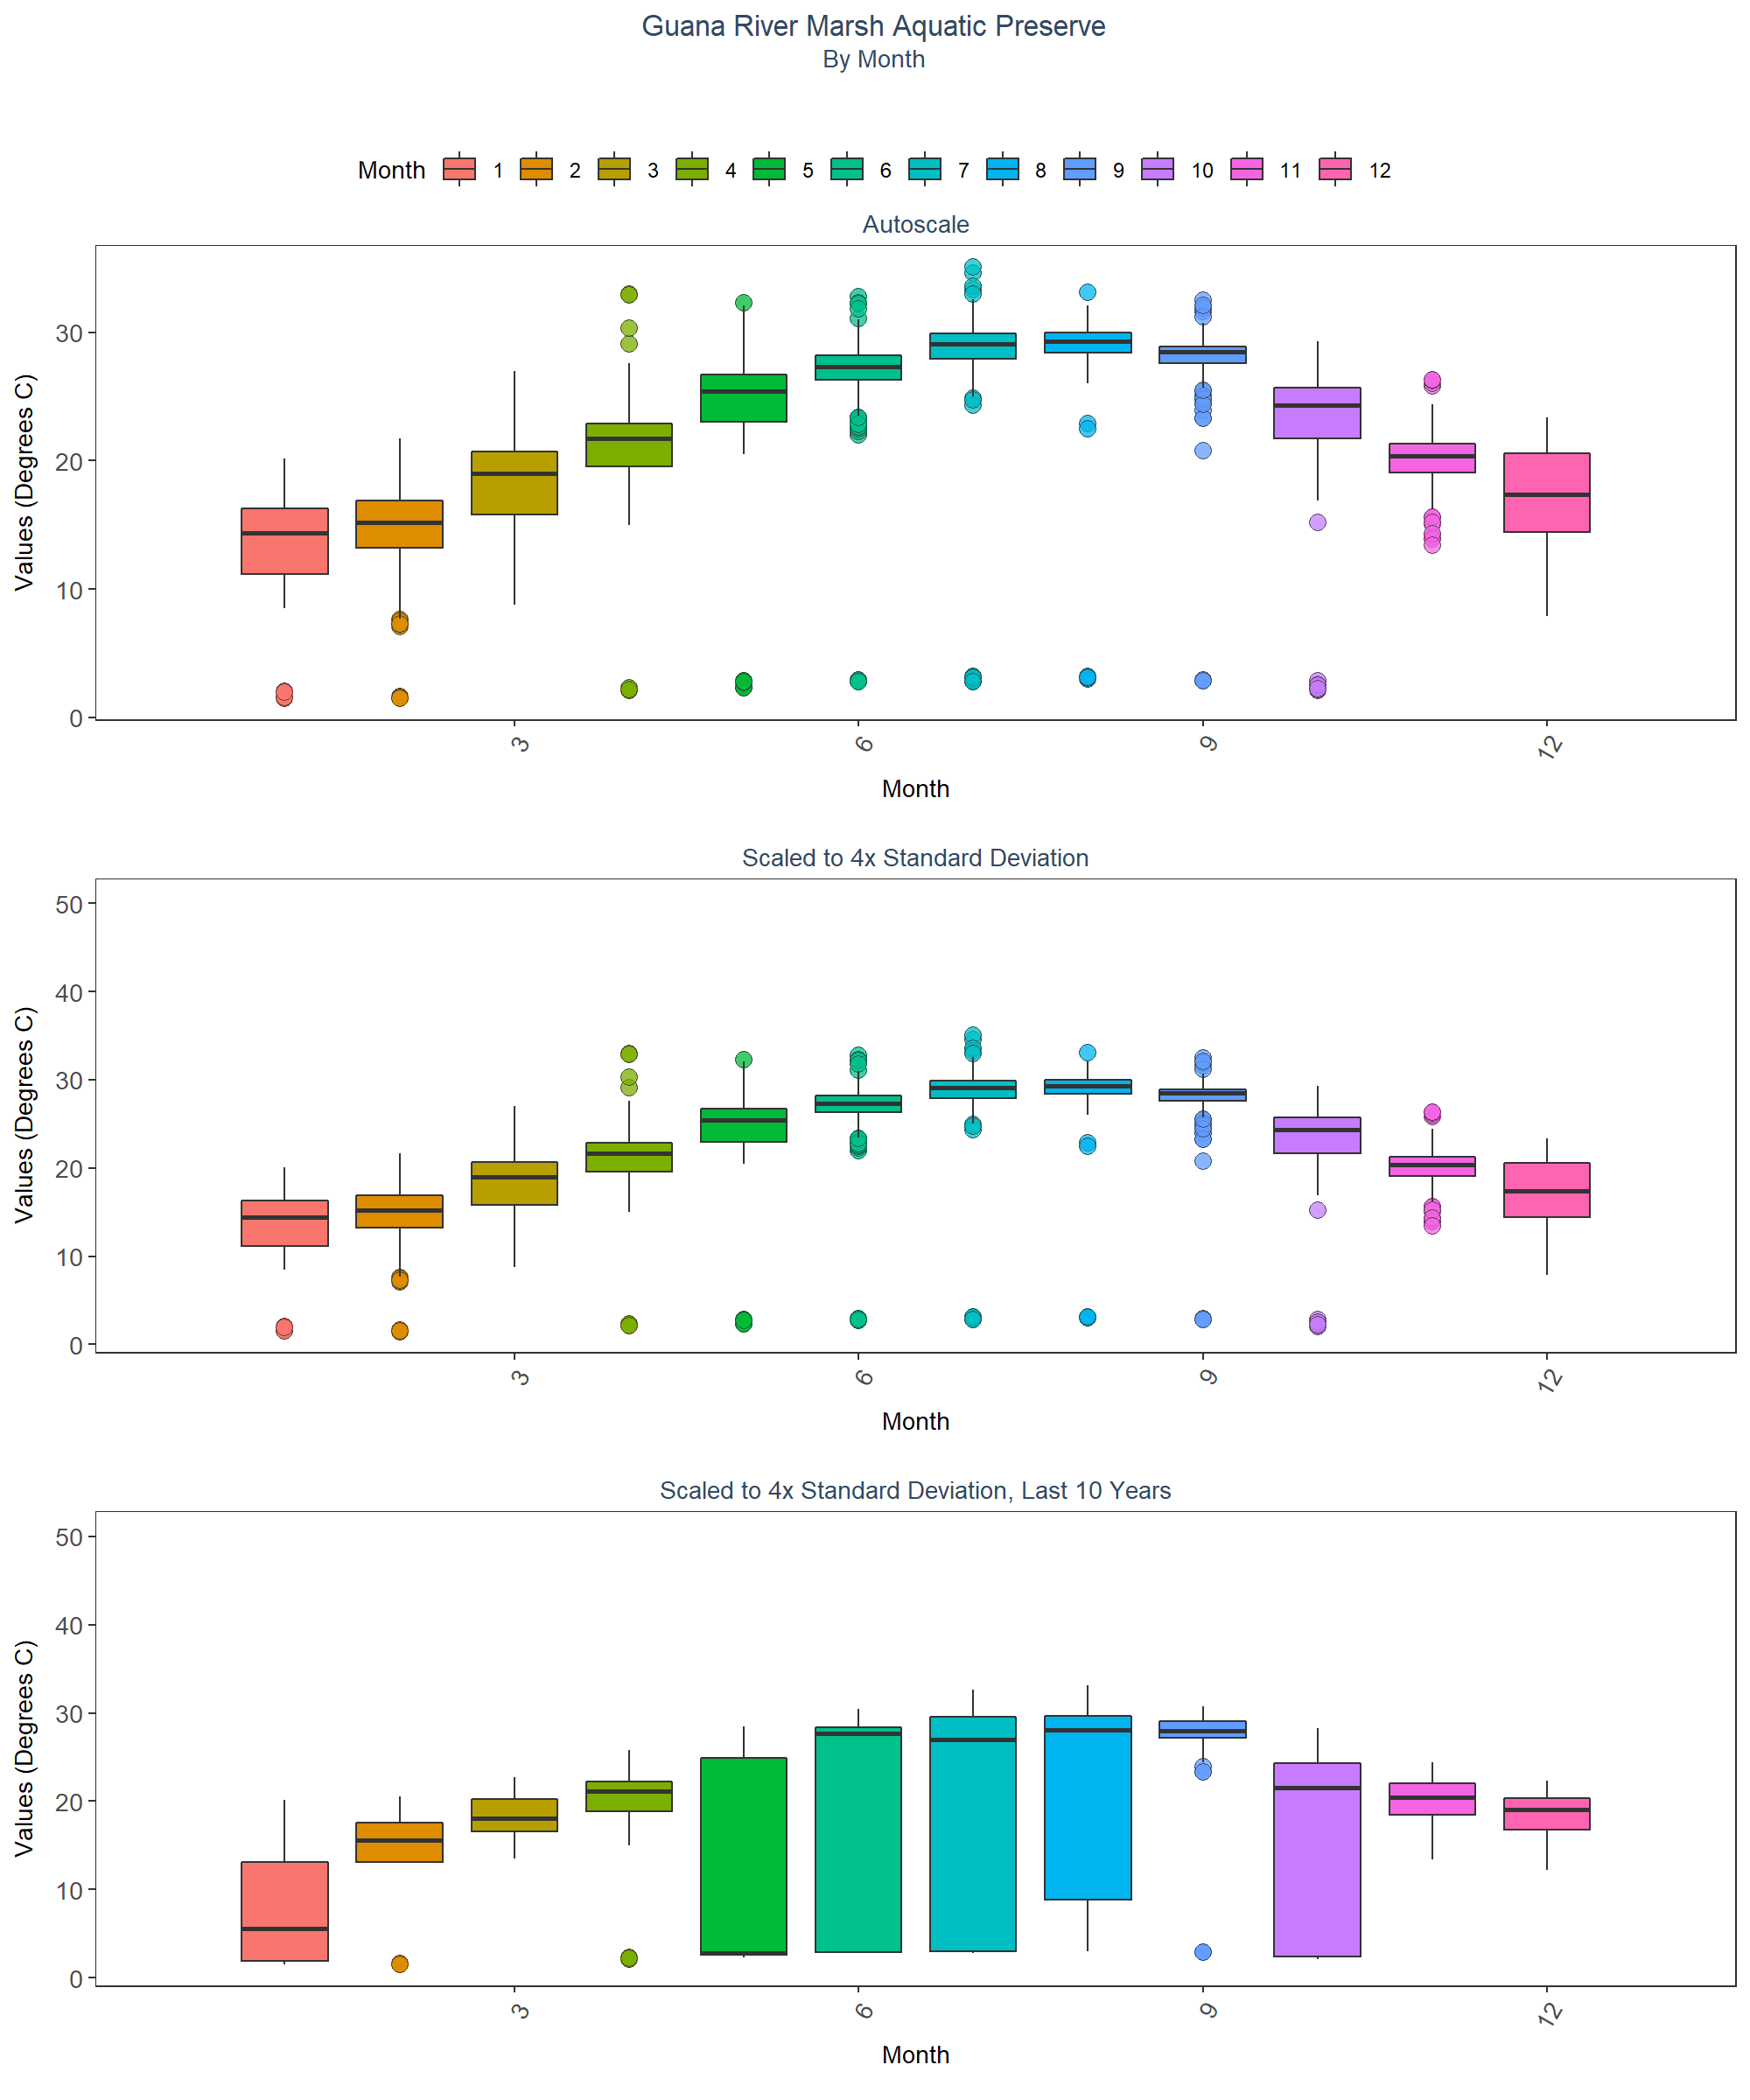 Guana River Marsh Aquatic Preserve
By Month
Month 1 2 3 4 5 6 7 8 9 10 11 12
Autoscale
Values (Degrees C)
30
20
10
0
3 6 9 12
Month
Scaled to 4x Standard Deviation
Values (Degrees C)
50
40
30
20
10
0
3 6 9 12
Month
Scaled to 4x Standard Deviation, Last 10 Years
Values (Degrees C)
50
40
30
20
10
0
3 6 9 12
Month